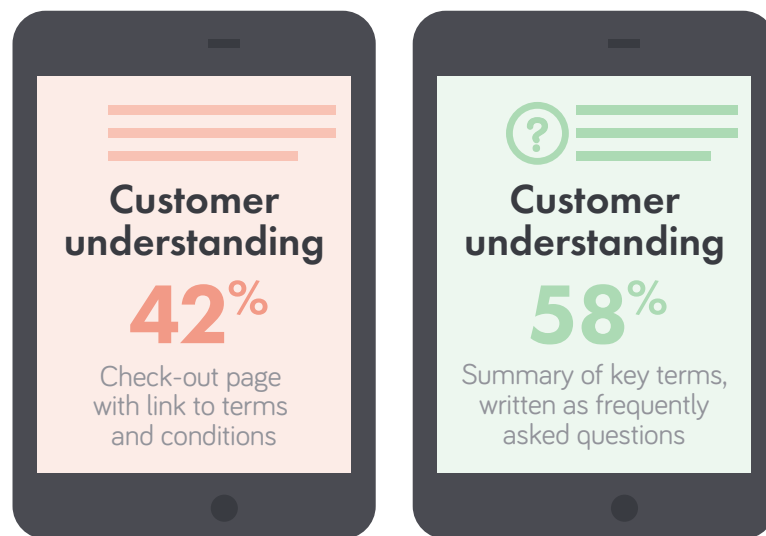 Customer
understanding
42%
Check-out page
with link to terms
and conditions
?
Customer
understanding
58%
Summary of key terms,
written as frequently
asked questions